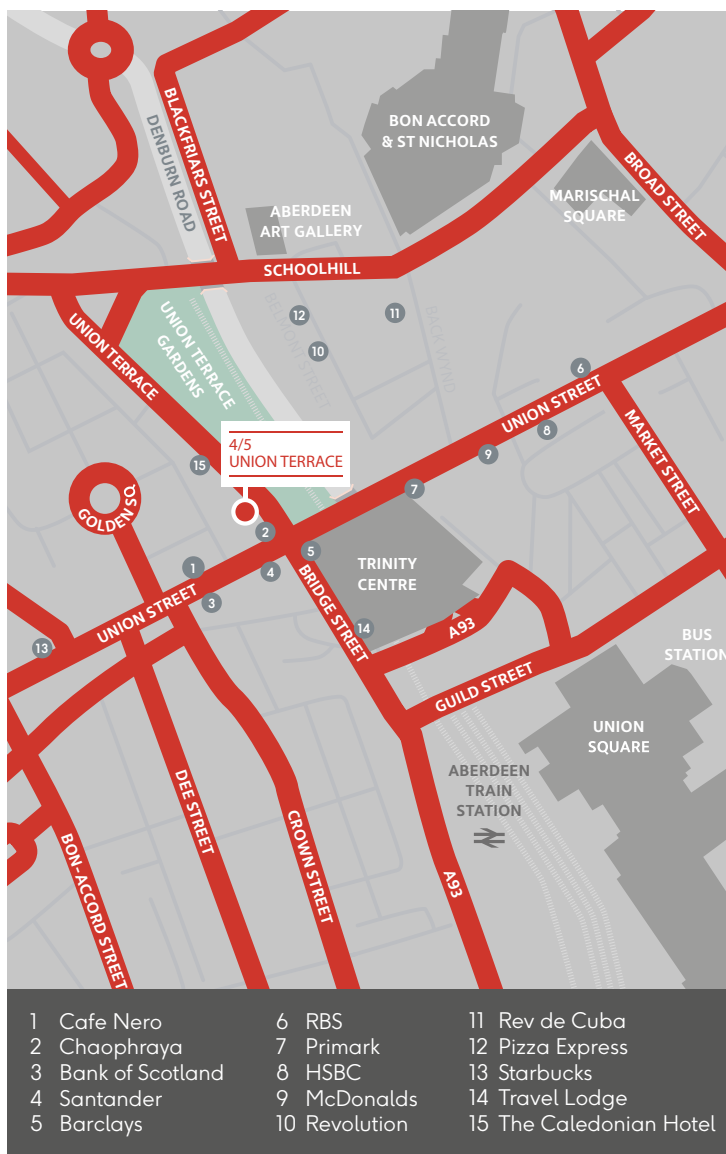 BLACKFRIARS STREET
DENBURN ROAD
BON ACCORD
& ST NICHOLAS
BROAD STREET
MARISCHAL
SQUARE
ABERDEEN
ART GALLERY
SCHOOLHILL
UNION TERRACE
UNION TERRACE
GARDENS
BELMONT ST
BACK WYND
12
11
10
6
UNION STREET
8
9
MARKET STREET
4/5
UNION TERRACE
15
7
GOLDEN SQ
2
5
4
1
3
TRINITY
CENTRE
UNION STREET
BRIDGE STREET
14
A93
13
BUS
STATION
GUILD STREET
UNION
SQUARE
ABERDEEN
TRAIN
STATION
DEE STREET
CROWN STREET
A93
BON-ACCORD STREET
1 Cafe Nero
2 Chaophraya
3 Bank of Scotland
4 Santander
5 Barclays
6 RBS
7 Primark
8 HSBC
9 McDonalds
10 Revolution
11 Rev de Cuba
12 Pizza Express
13 Starbucks
14 Travel Lodge
15 The Caledonian Hotel